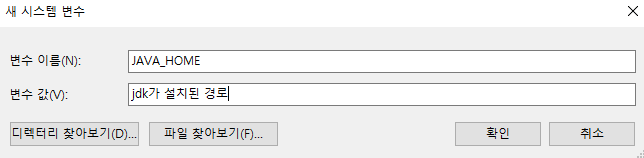 새 시스템 변수
변수 이름(N):
JAVA_HOME
변수 값(V):
jdk가 설치된 경로
디렉터리 찾아보기(D)...
파일 찾아보기(F)...
확인
취소